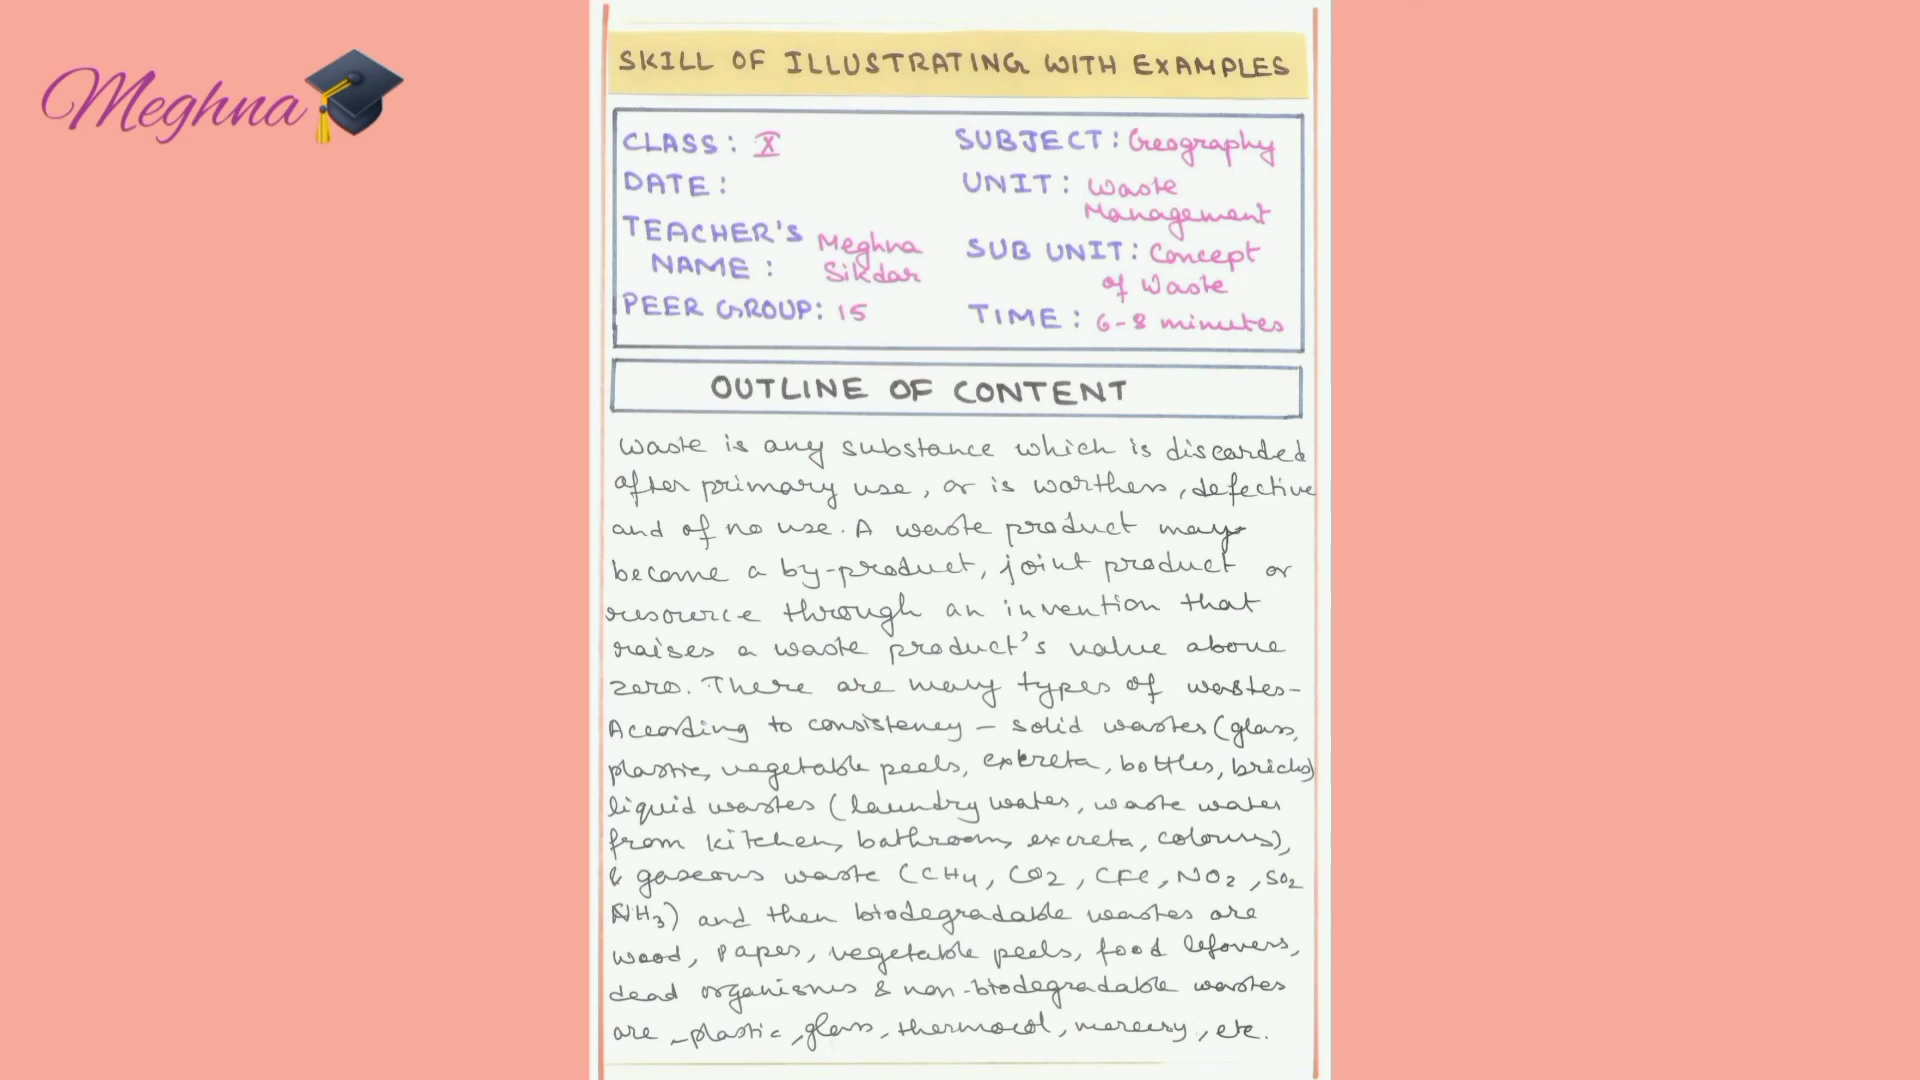 Meghna
SKILL OF ILLUSTRATING WITH EXAMPLES
CLASS: X
SUBJECT: Geography
DATE:
UNIT: Waste
Management
TEACHER'S Meghna
NAME: Sikdar
SUB UNIT: Concept
of Waste
PEER GROUP: 15
TIME: 6-8 minutes
OUTLINE OF CONTENT
Waste is any substance which is discarded
after primary use, or is worthless, defective
and of no use. A waste product may
become a by-product, joint product or
resource through an invention that
raises a waste product's value above
zero. There are many types of wastes-
According to consistency - solid wastes (glass,
plastic, vegetable peels, excreta, bottles, bricks)
liquid wastes (laundry water, waste water
from kitchen, bathroom, excreta, colours),
& gaseous waste (CH4, CO2, CFC, NO2, SO2
NH3) and then biodegradable wastes are
wood, paper, vegetable peels, food lefovers,
dead organisms & non-biodegradable wastes
are - plastic, glass, thermocol, mercury, etc.